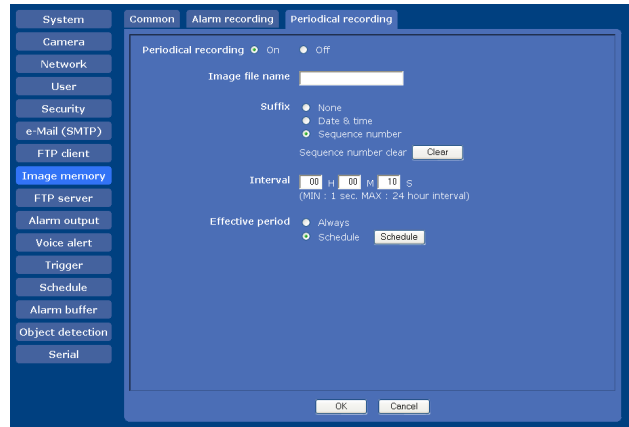 System
Camera
Network
User
Security
e-Mail (SMTP)
FTP client
Image memory
FTP server
Alarm output
Voice alert
Trigger
Schedule
Alarm buffer
Object detection
Serial
Common Alarm recording Periodical recording
Periodical recording On Off
Image file name
Suffix None
Date & time
Sequence number
Sequence number clear Clear
Interval 00 H 00 M 10 S
(MIN : 1 sec. MAX : 24 hour interval)
Effective period Always
Schedule Schedule
OK Cancel